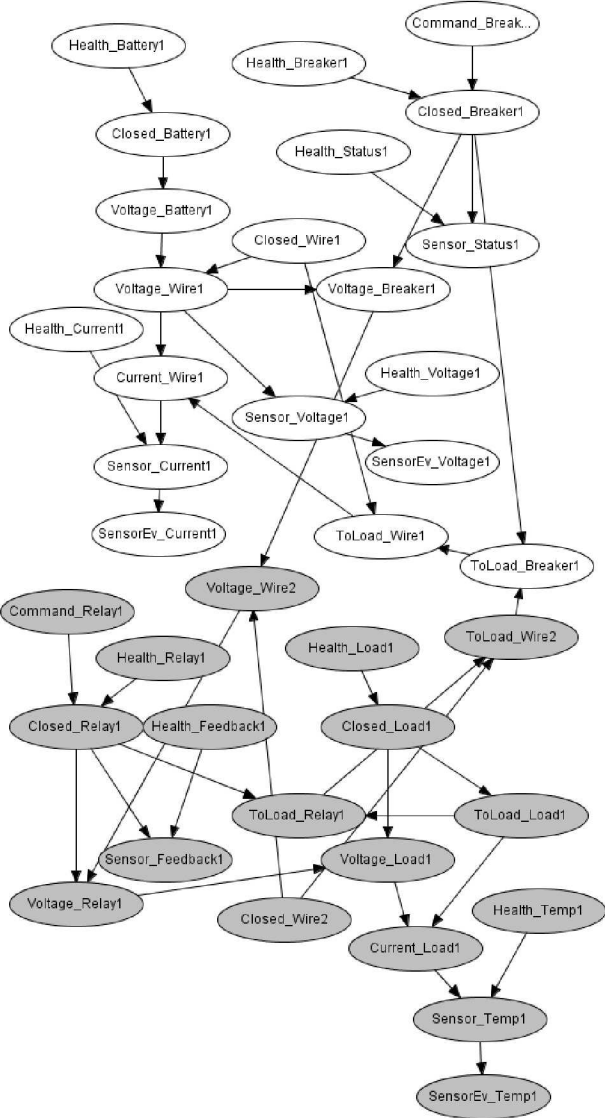 Command_Break...
Health_Battery1
Health_Breaker1
Closed_Breaker1
Closed_Battery1
Health_Status1
Voltage_Battery1
Closed_Wire1
Sensor_Status1
Voltage_Wire1
Voltage_Breaker1
Health_Current1
Health_Voltage1
Current_Wire1
Sensor_Voltage1
Sensor_Current1
SensorEv_Voltage1
SensorEv_Current1
ToLoad_Wire1
ToLoad_Breaker1
Voltage_Wire2
Command_Relay1
ToLoad_Wire2
Health_Load1
Health_Relay1
Closed_Relay1
Health_Feedback1
Closed_Load1
ToLoad_Relay1
ToLoad_Load1
Sensor_Feedback1
Voltage_Load1
Voltage_Relay1
Closed_Wire2
Health_Temp1
Current_Load1
Sensor_Temp1
SensorEv_Temp1